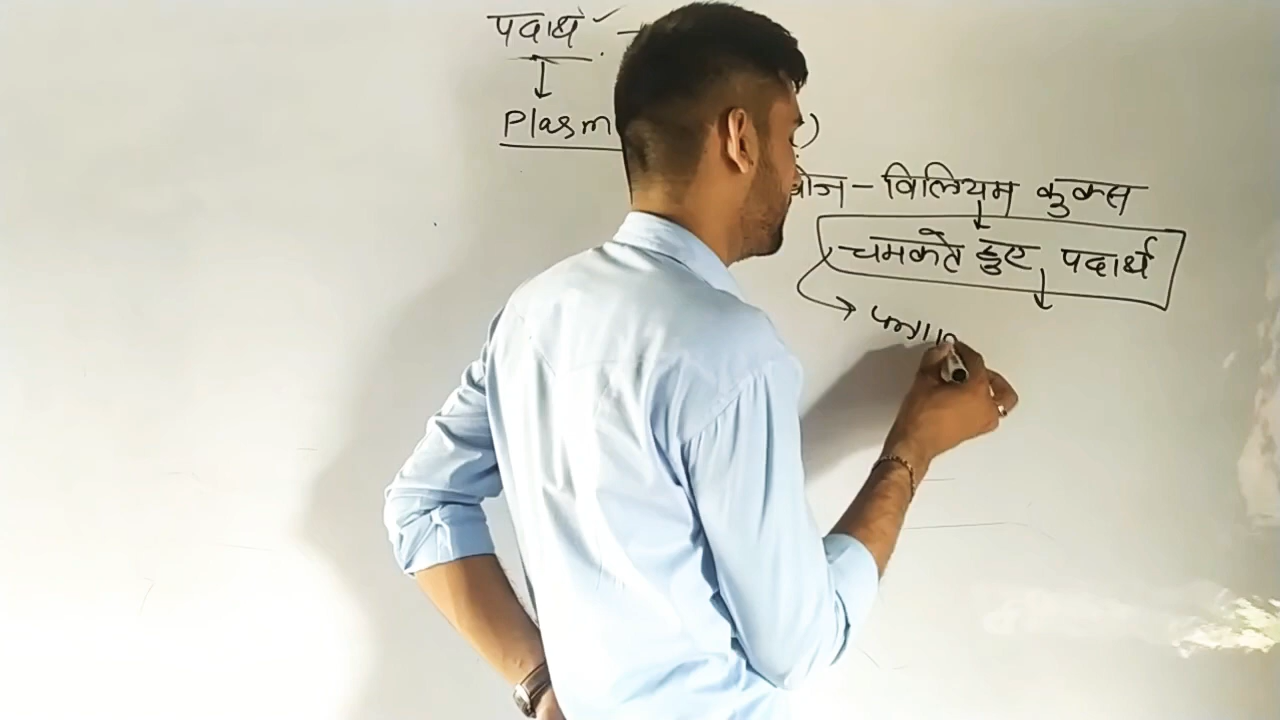 पदार्थ ✓ : -
Plasm )
खोज - विलियम कुक्स
चमकते हुए पदार्थ